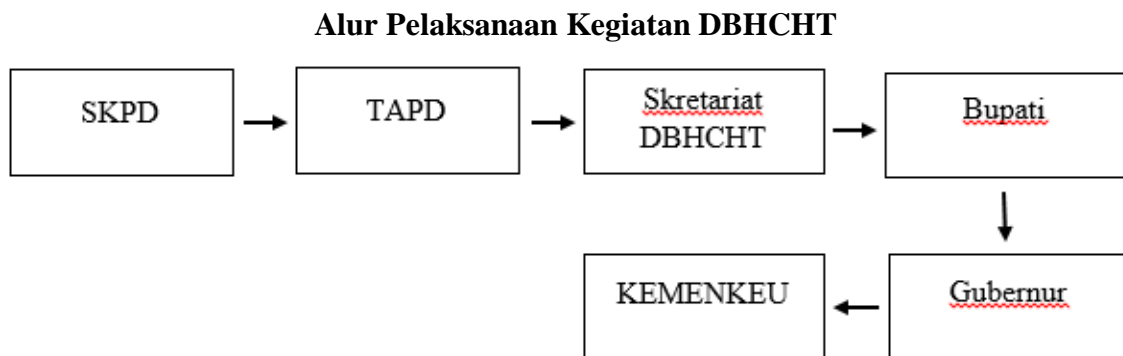 Alur Pelaksanaan Kegiatan DBHCHT
SKPD
TAPD
Skretariat
DBHCHT
Bupati
Gubernur
KEMENKEU